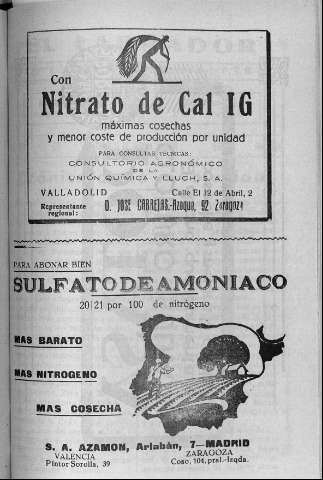 Con
Nitrato de Cal IG
máximas cosechas
y menor coste de producción por unidad
PARA CONSULTAS TÉCNICAS:
CONSULTORIO AGRONÓMICO
DE LA
UNIÓN QUÍMICA Y LLUCH, S. A.
VALLADOLID Calle El 12 de Abril, 2
Representante regional: D. JOSE CABREJAS-Azoque, 92 Zaragoza
PARA ABONAR BIEN
SULFATO DE AMONIACO
20|21 por 100 de nitrógeno
MAS BARATO
MAS NITROGENO
MAS COSECHA
S. A. AZAMON, Arlabán, 7—MADRID
VALENCIA ZARAGOZA
Pintor Sorolla, 39 Coso, 104, pral.-Izqda.